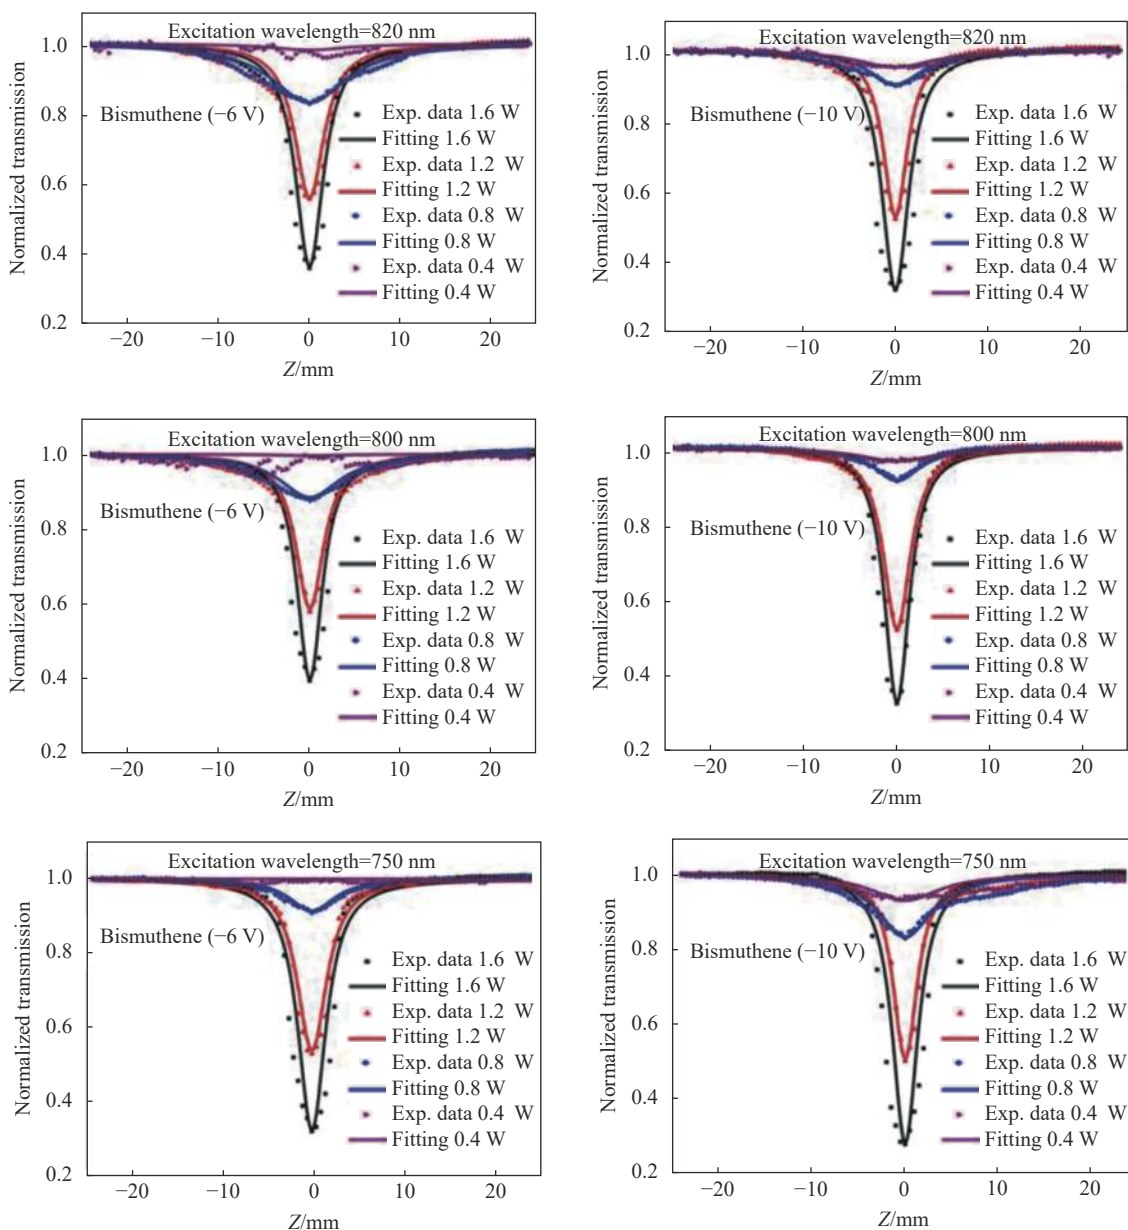 Excitation wavelength=820 nm
Bismuthene (−6 V)
Exp. data 1.6 W
Fitting 1.6 W
Exp. data 1.2 W
Fitting 1.2 W
Exp. data 0.8 W
Fitting 0.8 W
Exp. data 0.4 W
Fitting 0.4 W
Normalized transmission
1.0
0.8
0.6
0.4
0.2
−20 −10 0 10 20
Z/mm
Excitation wavelength=820 nm
Bismuthene (−10 V)
Exp. data 1.6 W
Fitting 1.6 W
Exp. data 1.2 W
Fitting 1.2 W
Exp. data 0.8 W
Fitting 0.8 W
Exp. data 0.4 W
Fitting 0.4 W
Normalized transmission
1.0
0.8
0.6
0.4
0.2
−20 −10 0 10 20
Z/mm
Excitation wavelength=800 nm
Bismuthene (−6 V)
Exp. data 1.6 W
Fitting 1.6 W
Exp. data 1.2 W
Fitting 1.2 W
Exp. data 0.8 W
Fitting 0.8 W
Exp. data 0.4 W
Fitting 0.4 W
Normalized transmission
1.0
0.8
0.6
0.4
0.2
−20 −10 0 10 20
Z/mm
Excitation wavelength=800 nm
Bismuthene (−10 V)
Exp. data 1.6 W
Fitting 1.6 W
Exp. data 1.2 W
Fitting 1.2 W
Exp. data 0.8 W
Fitting 0.8 W
Exp. data 0.4 W
Fitting 0.4 W
Normalized transmission
1.0
0.8
0.6
0.4
0.2
−20 −10 0 10 20
Z/mm
Excitation wavelength=750 nm
Bismuthene (−6 V)
Exp. data 1.6 W
Fitting 1.6 W
Exp. data 1.2 W
Fitting 1.2 W
Exp. data 0.8 W
Fitting 0.8 W
Exp. data 0.4 W
Fitting 0.4 W
Normalized transmission
1.0
0.8
0.6
0.4
0.2
−20 −10 0 10 20
Z/mm
Excitation wavelength=750 nm
Bismuthene (−10 V)
Exp. data 1.6 W
Fitting 1.6 W
Exp. data 1.2 W
Fitting 1.2 W
Exp. data 0.8 W
Fitting 0.8 W
Exp. data 0.4 W
Fitting 0.4 W
Normalized transmission
1.0
0.8
0.6
0.4
0.2
−20 −10 0 10 20
Z/mm